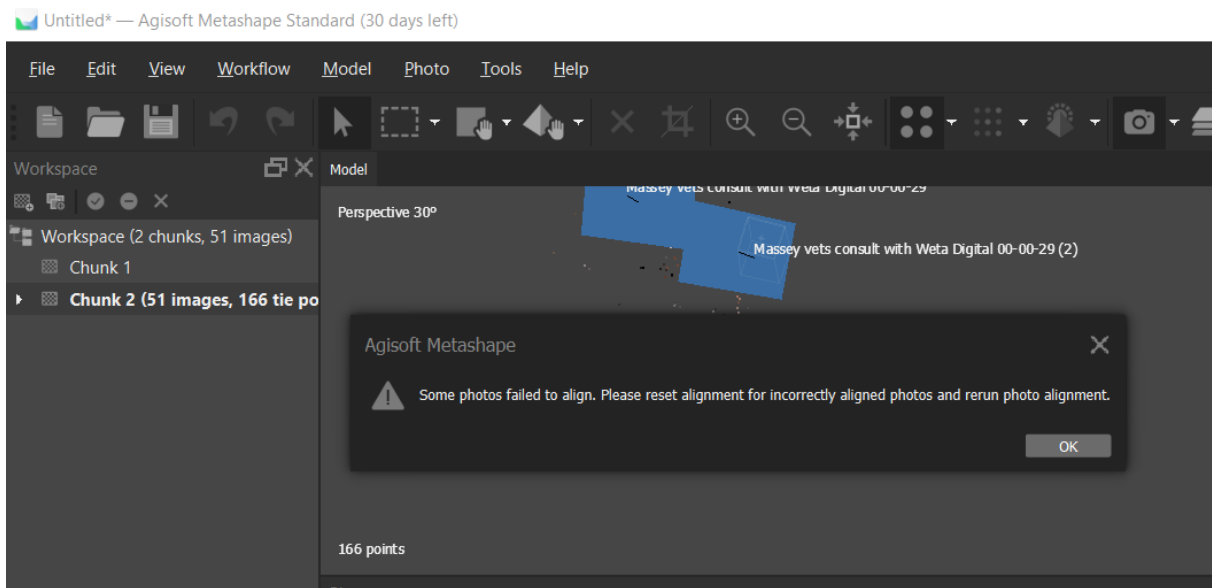 Untitled* — Agisoft Metashape Standard (30 days left)
File Edit View Workflow Model Photo Tools Help
Workspace
Model
Workspace (2 chunks, 51 images)
Chunk 1
Chunk 2 (51 images, 166 tie po
Perspective 30º
Massey vets consult with Weta Digital 00-00-29
Massey vets consult with Weta Digital 00-00-29 (2)
Agisoft Metashape
Some photos failed to align. Please reset alignment for incorrectly aligned photos and rerun photo alignment.
OK
166 points